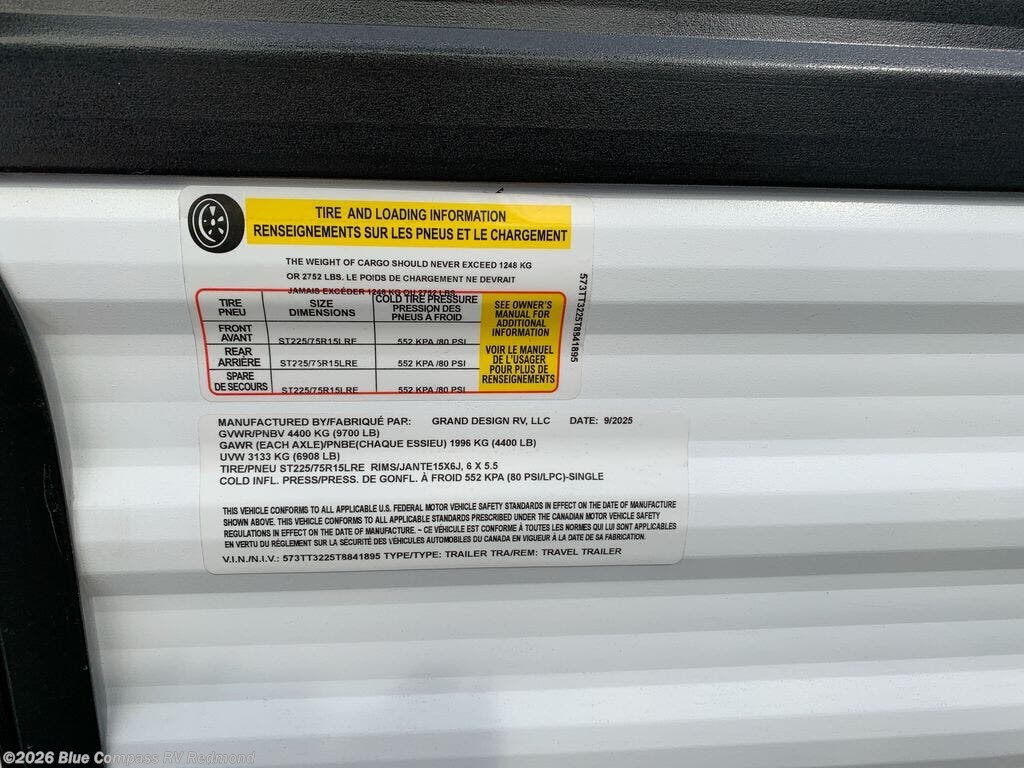 TIRE AND LOADING INFORMATION
RENSEIGNEMENTS SUR LES PNEUS ET LE CHARGEMENT
THE WEIGHT OF CARGO SHOULD NEVER EXCEED 1248 KG
OR 2752 LBS. LE POIDS DE CHARGEMENT NE DEVRAIT
JAMAIS EXCÉDER 1248 KG OU 2752 LBS
TIRE PNEU SIZE DIMENSIONS COLD TIRE PRESSURE PRESSION DES PNEUS À FROID
FRONT AVANT ST225/75R15LRE 552 KPA /80 PSI
REAR ARRIÈRE ST225/75R15LRE 552 KPA /80 PSI
SPARE DE SECOURS ST225/75R15LRE 552 KPA /80 PSI
SEE OWNER'S
MANUAL FOR
ADDITIONAL
INFORMATION
VOIR LE MANUEL
DE L'USAGER
POUR PLUS DE
RENSEIGNEMENTS
573TT3225T8841895
MANUFACTURED BY/FABRIQUÉ PAR: GRAND DESIGN RV, LLC DATE: 9/2025
GVWR/PNBV 4400 KG (9700 LB)
GAWR (EACH AXLE)/PNBE(CHAQUE ESSIEU) 1996 KG (4400 LB)
UVW 3133 KG (6908 LB)
TIRE/PNEU ST225/75R15LRE RIMS/JANTE15X6J, 6 X 5.5
COLD INFL. PRESS/PRESS. DE GONFL. À FROID 552 KPA (80 PSI/LPC)-SINGLE
THIS VEHICLE CONFORMS TO ALL APPLICABLE U.S. FEDERAL MOTOR VEHICLE SAFETY STANDARDS IN EFFECT ON THE DATE OF MANUFACTURE
SHOWN ABOVE. THIS VEHICLE CONFORMS TO ALL APPLICABLE STANDARDS PRESCRIBED UNDER THE CANADIAN MOTOR VEHICLE SAFETY
REGULATIONS IN EFFECT ON THE DATE OF MANUFACTURE. - CE VÉHICULE EST CONFORME À TOUTES LES NORMES QUI LUI SONT APPLICABLES
EN VERTU DU RÈGLEMENT SUR LA SÉCURITÉ DES VÉHICULES AUTOMOBILES DU CANADA EN VIGUEUR À LA DATE DE SA FABRICATION.
V.I.N./N.I.V.: 573TT3225T8841895 TYPE/TYPE: TRAILER TRA/REM: TRAVEL TRAILER
©2026 Blue Compass RV Redmond